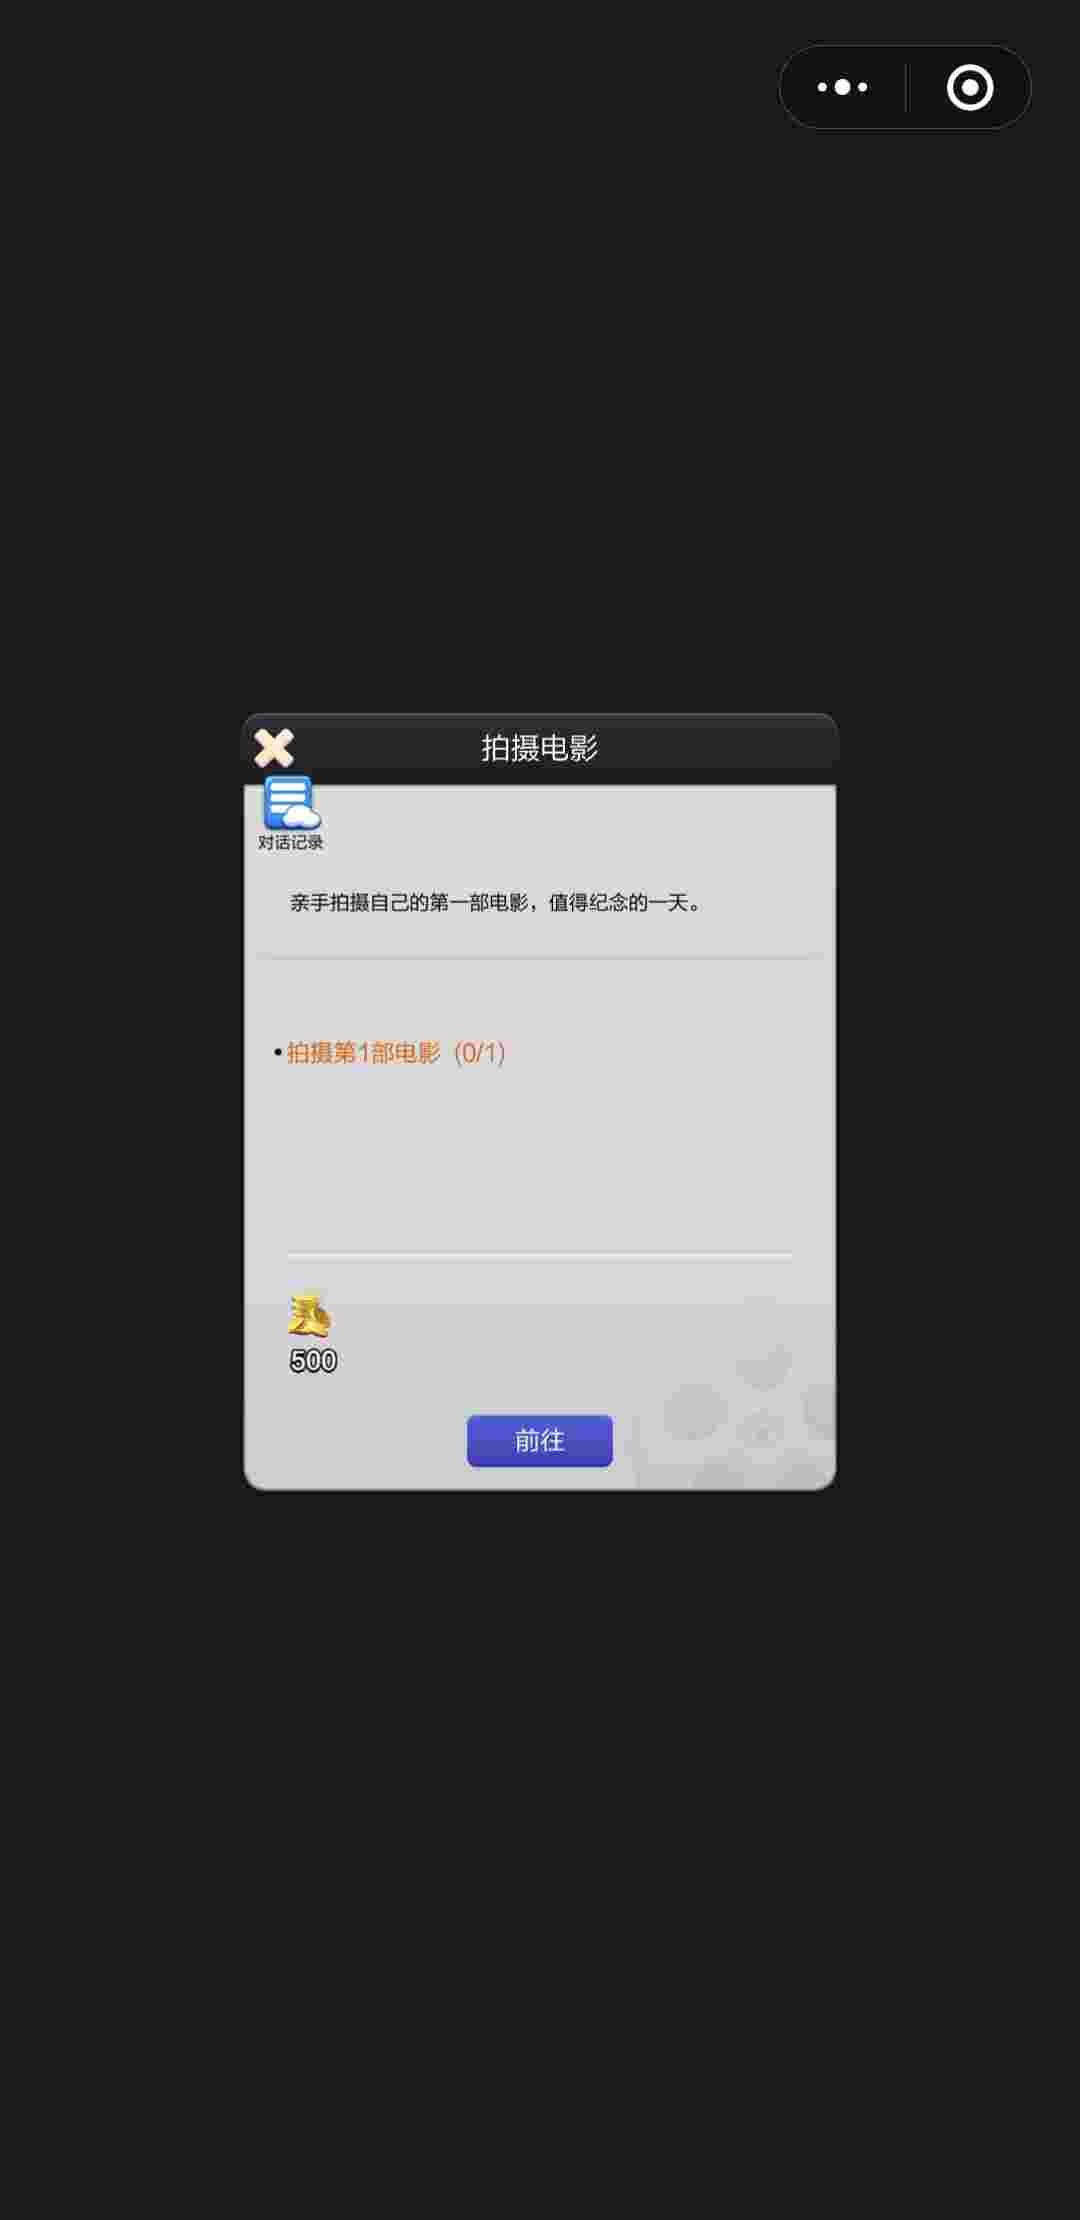 拍摄电影
对话记录
亲手拍摄自己的第一部电影，值得纪念的一天。
•拍摄第1部电影 (0/1)
500
前往